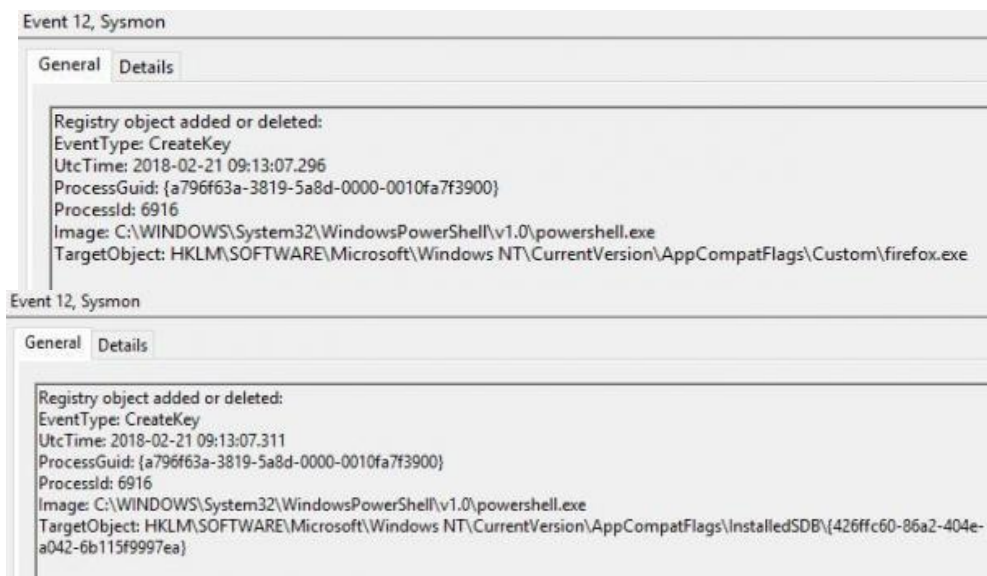 Event 12, Sysmon
General Details
Registry object added or deleted:
EventType: CreateKey
UtcTime: 2018-02-21 09:13:07.296
ProcessGuid: {a796f63a-3819-5a8d-0000-0010fa7f3900}
ProcessId: 6916
Image: C:\WINDOWS\System32\WindowsPowerShell\v1.0\powershell.exe
TargetObject: HKLM\SOFTWARE\Microsoft\Windows NT\CurrentVersion\AppCompatFlags\Custom\firefox.exe
Event 12, Sysmon
General Details
Registry object added or deleted:
EventType: CreateKey
UtcTime: 2018-02-21 09:13:07.311
ProcessGuid: {a796f63a-3819-5a8d-0000-0010fa7f3900}
ProcessId: 6916
Image: C:\WINDOWS\System32\WindowsPowerShell\v1.0\powershell.exe
TargetObject: HKLM\SOFTWARE\Microsoft\Windows NT\CurrentVersion\AppCompatFlags\InstalledSDB\{426ffc60-86a2-404e-
a042-6b115f9997ea}